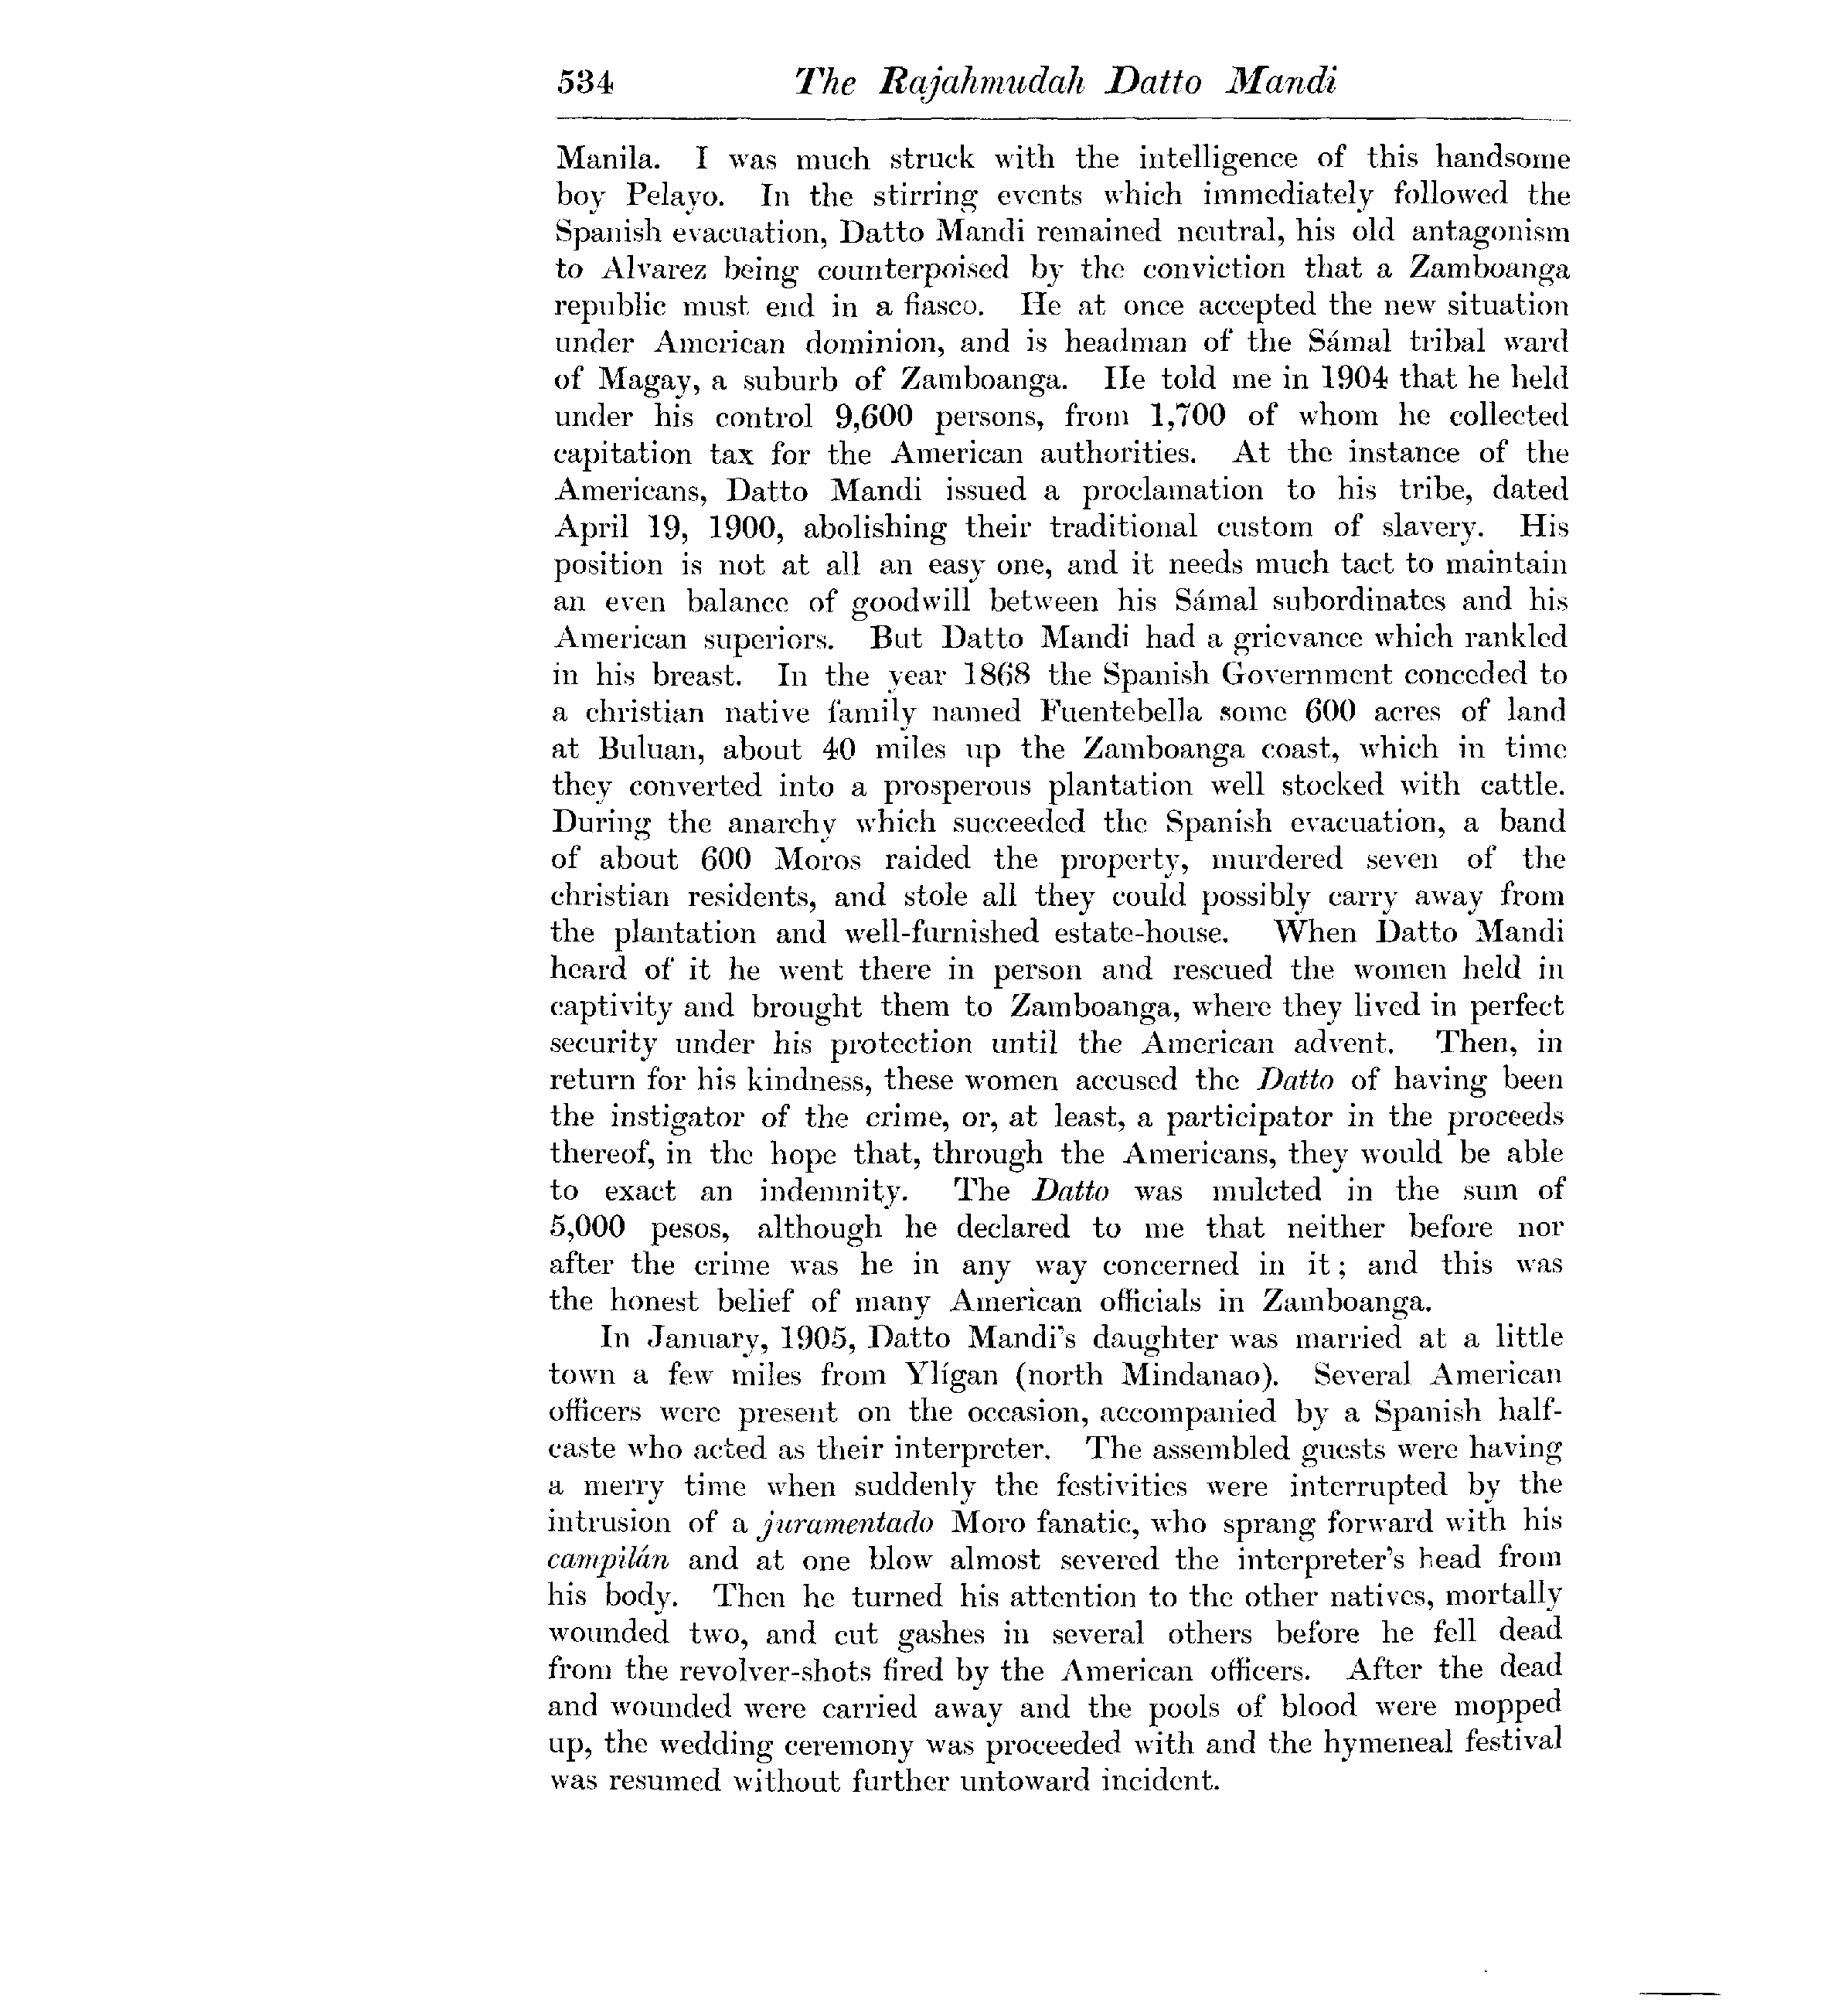 534 The Rajahmudah Datto Mandi
Manila. I was much struck with the intelligence of this handsome
boy Pelayo. In the stirring events which immediately followed the
Spanish evacuation, Datto Mandi remained neutral, his old antagonism
to Alvarez being counterpoised by the conviction that a Zamboanga
republic must end in a fiasco. He at once accepted the new situation
under American dominion, and is headman of the Sámal tribal ward
of Magay, a suburb of Zamboanga. He told me in 1904 that he held
under his control 9,600 persons, from 1,700 of whom he collected
capitation tax for the American authorities. At the instance of the
Americans, Datto Mandi issued a proclamation to his tribe, dated
April 19, 1900, abolishing their traditional custom of slavery. His
position is not at all an easy one, and it needs much tact to maintain
an even balance of goodwill between his Sámal subordinates and his
American superiors. But Datto Mandi had a grievance which rankled
in his breast. In the year 1868 the Spanish Government conceded to
a christian native family named Fuentebella some 600 acres of land
at Buluan, about 40 miles up the Zamboanga coast, which in time
they converted into a prosperous plantation well stocked with cattle.
During the anarchy which succeeded the Spanish evacuation, a band
of about 600 Moros raided the property, murdered seven of the
christian residents, and stole all they could possibly carry away from
the plantation and well-furnished estate-house. When Datto Mandi
heard of it he went there in person and rescued the women held in
captivity and brought them to Zamboanga, where they lived in perfect
security under his protection until the American advent. Then, in
return for his kindness, these women accused the Datto of having been
the instigator of the crime, or, at least, a participator in the proceeds
thereof, in the hope that, through the Americans, they would be able
to exact an indemnity. The Datto was mulcted in the sum of
5,000 pesos, although he declared to me that neither before nor
after the crime was he in any way concerned in it; and this was
the honest belief of many American officials in Zamboanga.
In January, 1905, Datto Mandi's daughter was married at a little
town a few miles from Ylígan (north Mindanao). Several American
officers were present on the occasion, accompanied by a Spanish half-
caste who acted as their interpreter. The assembled guests were having
a merry time when suddenly the festivities were interrupted by the
intrusion of a juramentado Moro fanatic, who sprang forward with his
campilán and at one blow almost severed the interpreter's head from
his body. Then he turned his attention to the other natives, mortally
wounded two, and cut gashes in several others before he fell dead
from the revolver-shots fired by the American officers. After the dead
and wounded were carried away and the pools of blood were mopped
up, the wedding ceremony was proceeded with and the hymeneal festival
was resumed without further untoward incident.